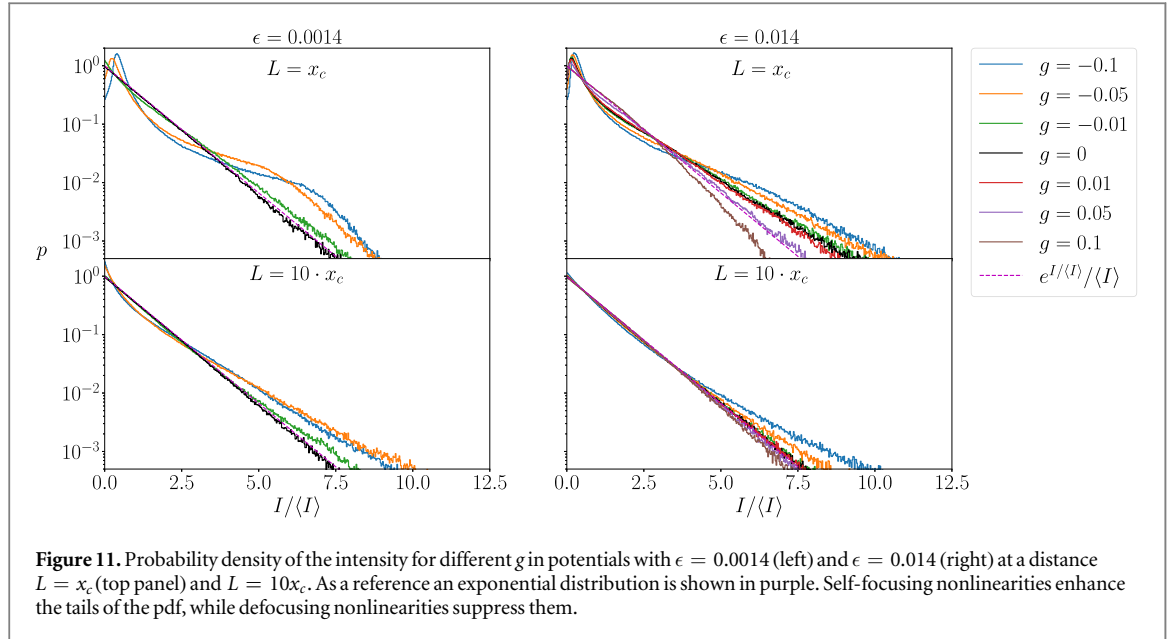 ϵ = 0.0014
ϵ = 0.014
L = x_c
L = x_c
10^0
10^{-1}
10^{-2}
10^{-3}
p
L = 10 · x_c
L = 10 · x_c
10^0
10^{-1}
10^{-2}
10^{-3}
0.0 2.5 5.0 7.5 10.0 12.5
0.0 2.5 5.0 7.5 10.0 12.5
I/⟨I⟩
I/⟨I⟩
g = −0.1
g = −0.05
g = −0.01
g = 0
g = 0.01
g = 0.05
g = 0.1
e^{I/⟨I⟩}/⟨I⟩
Figure 11. Probability density of the intensity for different g in potentials with ϵ = 0.0014 (left) and ϵ = 0.014 (right) at a distance
L = x_c (top panel) and L = 10x_c. As a reference an exponential distribution is shown in purple. Self-focusing nonlinearities enhance
the tails of the pdf, while defocusing nonlinearities suppress them.